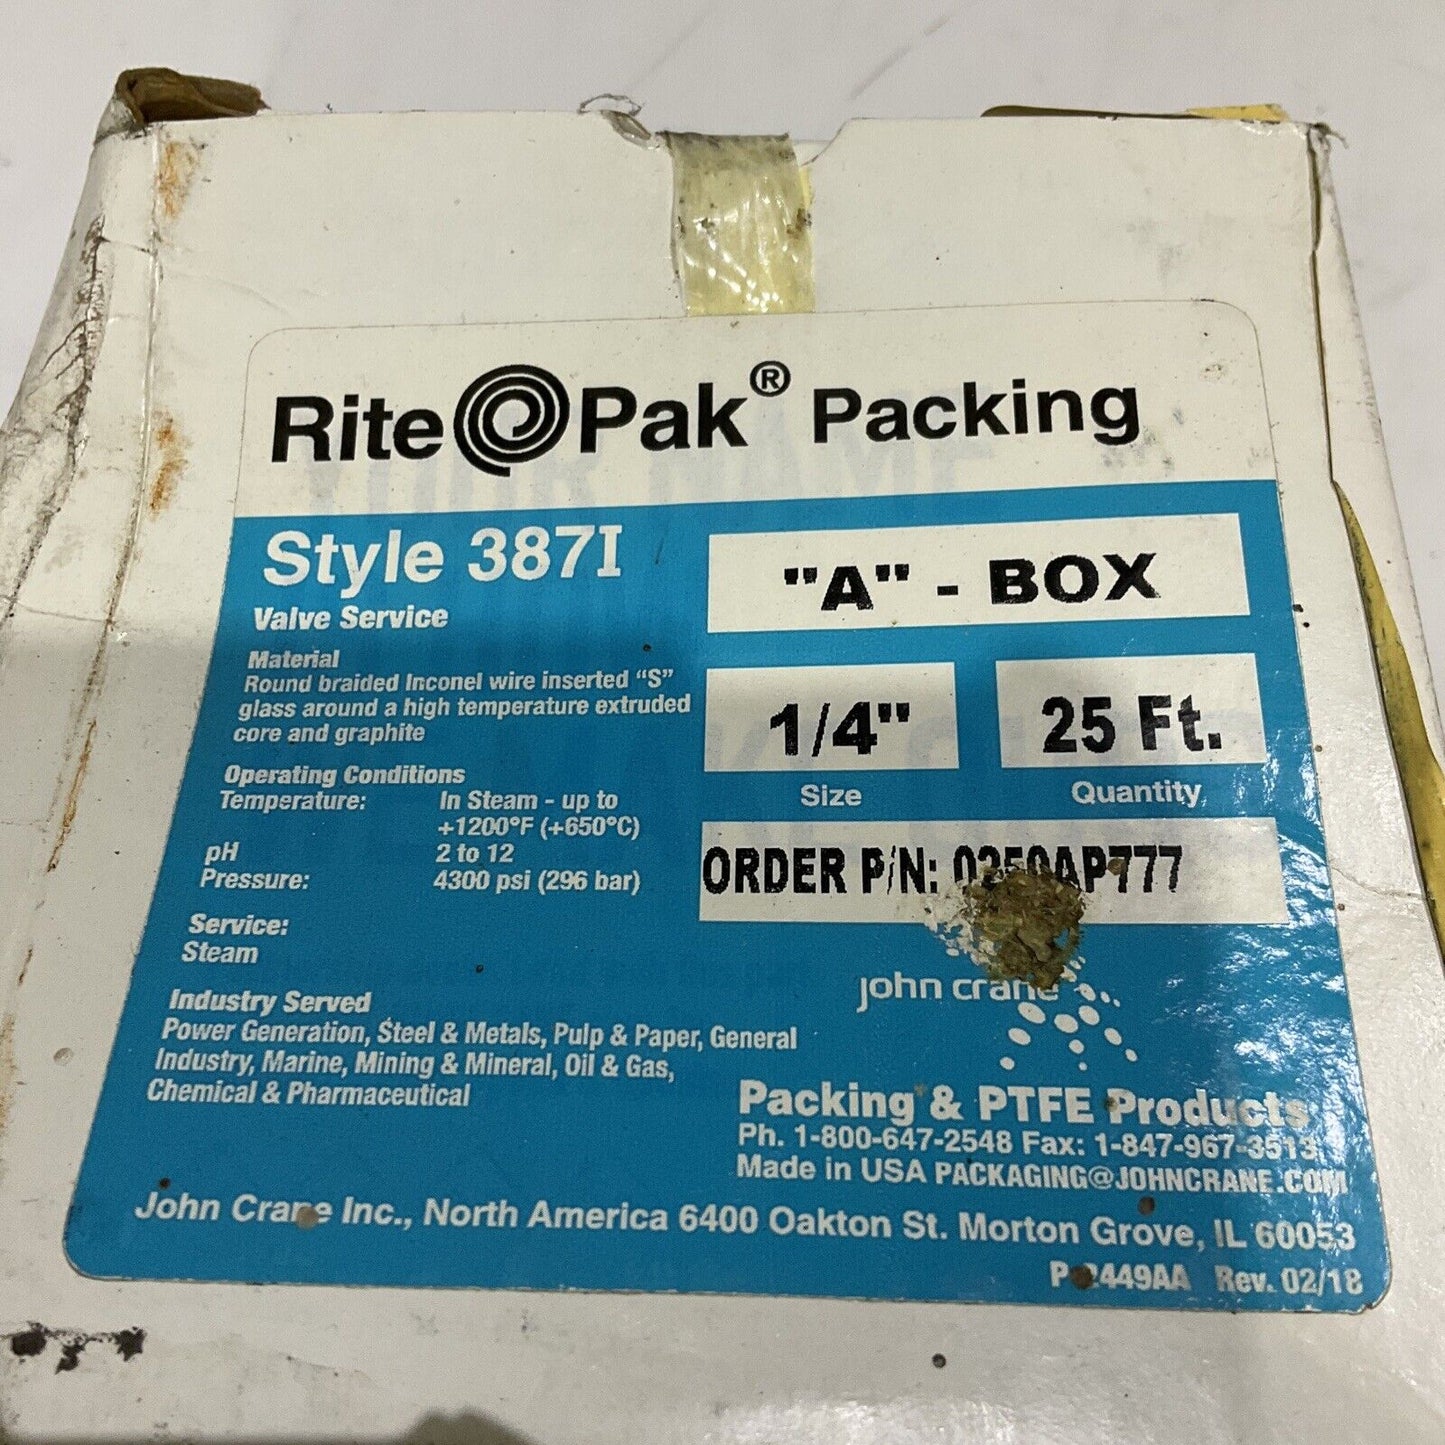 Rite Pak® Packing
Style 387I
Valve Service
Material
Round braided Inconel wire inserted “S”
glass around a high temperature extruded
core and graphite
Operating Conditions
Temperature: In Steam - up to
+1200°F (+650°C)
pH 2 to 12
Pressure: 4300 psi (296 bar)
Service:
Steam
Industry Served
Power Generation, Steel & Metals, Pulp & Paper, General
Industry, Marine, Mining & Mineral, Oil & Gas,
Chemical & Pharmaceutical
"A" - BOX
1/4" 25 Ft.
Size Quantity
ORDER P/N: 0250AP777
john crane
Packing & PTFE Products
Ph. 1-800-647-2548 Fax: 1-847-967-3513
Made in USA PACKAGING@JOHNCRANE.COM
John Crane Inc., North America 6400 Oakton St. Morton Grove, IL 60053
Rev. 02/18